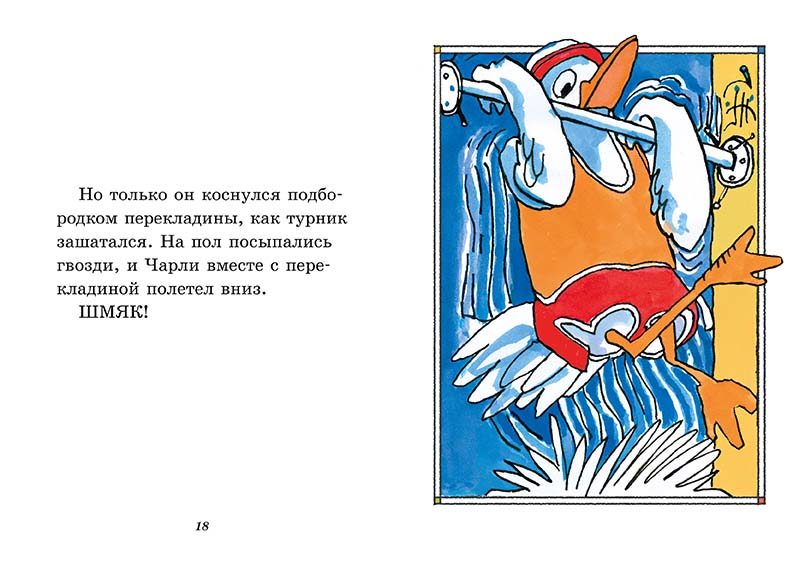 Но только он коснулся подбо-
родком перекладины, как турник
зашатался. На пол посыпались
гвозди, и Чарли вместе с пере-
кладиной полетел вниз.
ШМЯК!
18